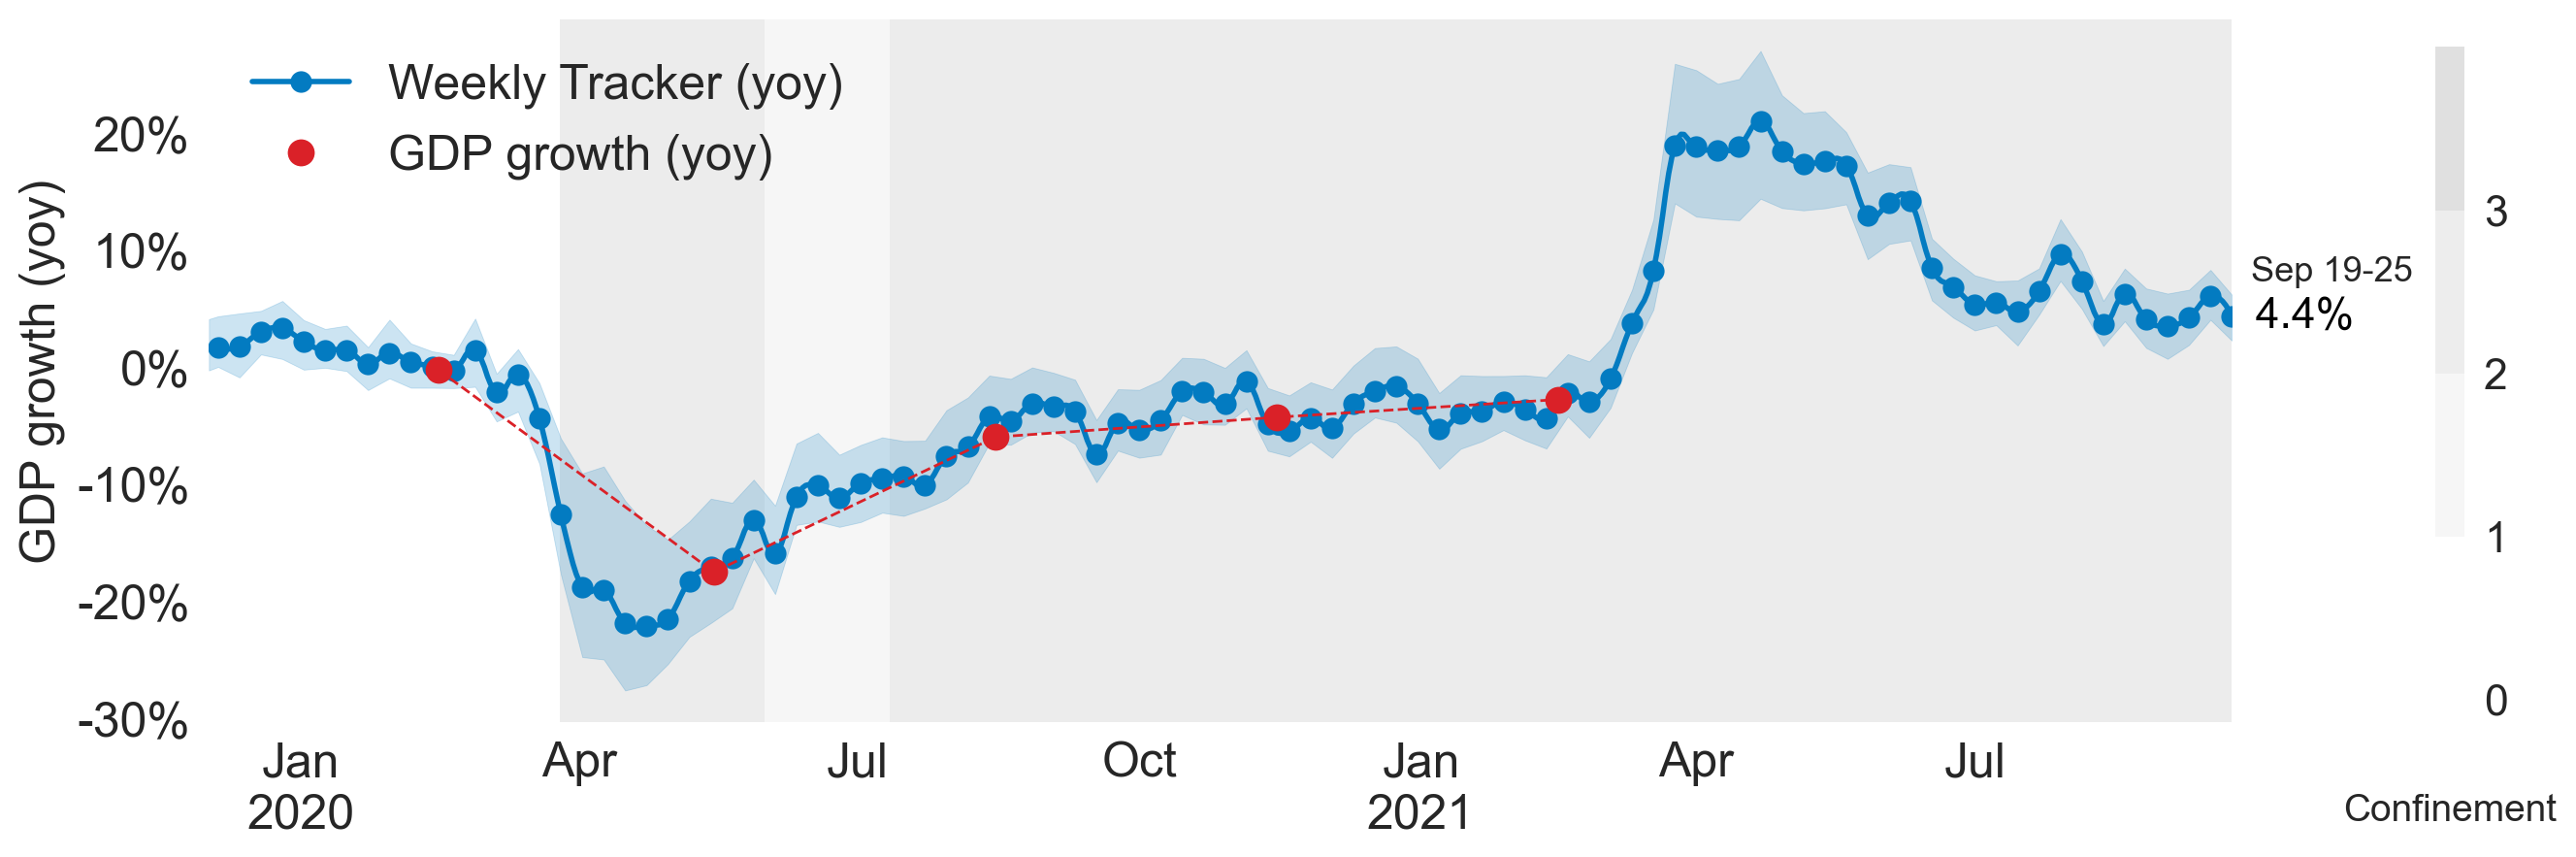 Weekly Tracker (yoy)
GDP growth (yoy)
GDP growth (yoy)
20%
10%
0%
-10%
-20%
-30%
Jan
2020
Apr
Jul
Oct
Jan
2021
Apr
Jul
Sep 19-25
4.4%
3
2
1
0
Confinement